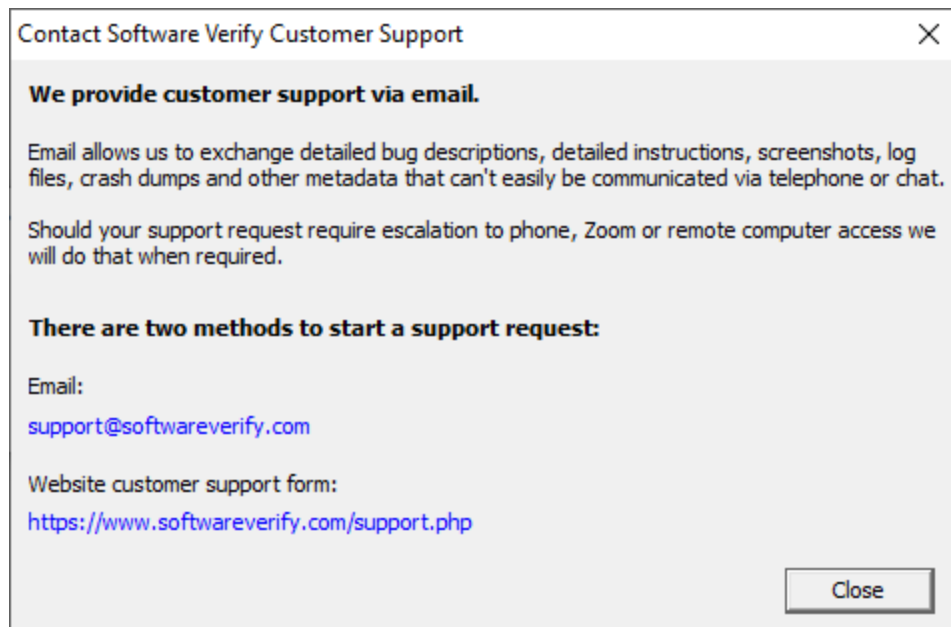 Contact Software Verify Customer Support
We provide customer support via email.
Email allows us to exchange detailed bug descriptions, detailed instructions, screenshots, log
files, crash dumps and other metadata that can't easily be communicated via telephone or chat.
Should your support request require escalation to phone, Zoom or remote computer access we
will do that when required.
There are two methods to start a support request:
Email:
support@softwareverify.com
Website customer support form:
https://www.softwareverify.com/support.php
Close